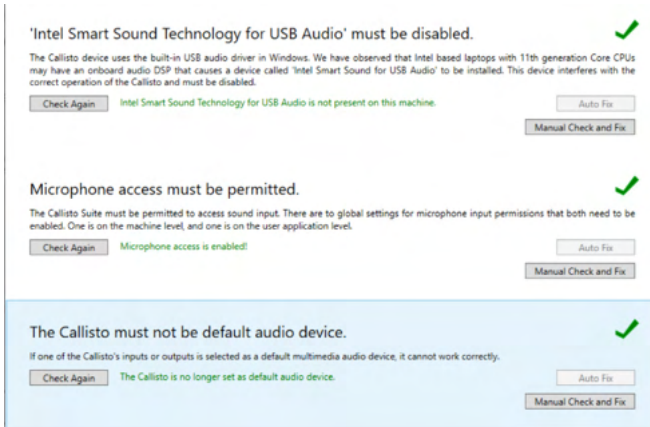 'Intel Smart Sound Technology for USB Audio' must be disabled.
The Callisto device uses the built-in USB audio driver in Windows. We have observed that Intel based laptops with 11th generation Core CPUs
may have an onboard audio DSP that causes a device called 'Intel Smart Sound for USB Audio' to be installed. This device interferes with the
correct operation of the Callisto and must be disabled.
Check Again Intel Smart Sound Technology for USB Audio is not present on this machine. Auto Fix
Manual Check and Fix
Microphone access must be permitted.
The Callisto Suite must be permitted to access sound input. There are to global settings for microphone input permissions that both need to be
enabled. One is on the machine level, and one is on the user application level.
Check Again Microphone access is enabled! Auto Fix
Manual Check and Fix
The Callisto must not be default audio device.
If one of the Callisto's inputs or outputs is selected as a default multimedia audio device, it cannot work correctly.
Check Again The Callisto is no longer set as default audio device. Auto Fix
Manual Check and Fix